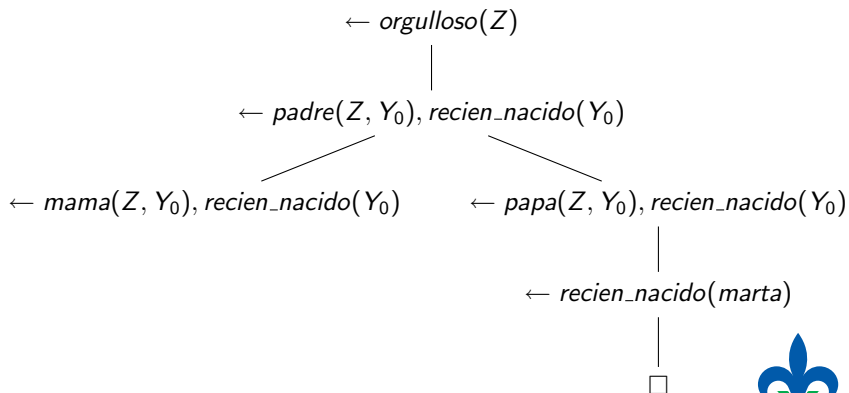 ← orgulloso(Z)
← padre(Z, Y₀), recien_nacido(Y₀)
← mama(Z, Y₀), recien_nacido(Y₀) ← papa(Z, Y₀), recien_nacido(Y₀)
← recien_nacido(marta)
□